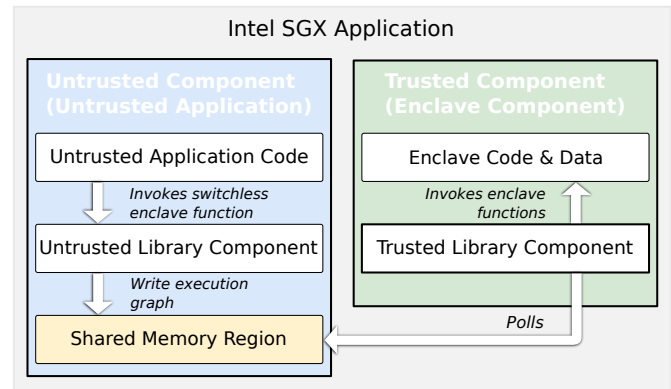 Intel SGX Application
Untrusted Component
(Untrusted Application)
Untrusted Application Code
Invokes switchless
enclave function
Untrusted Library Component
Write execution
graph
Shared Memory Region
Trusted Component
(Enclave Component)
Enclave Code & Data
Invokes enclave
functions
Trusted Library Component
Polls